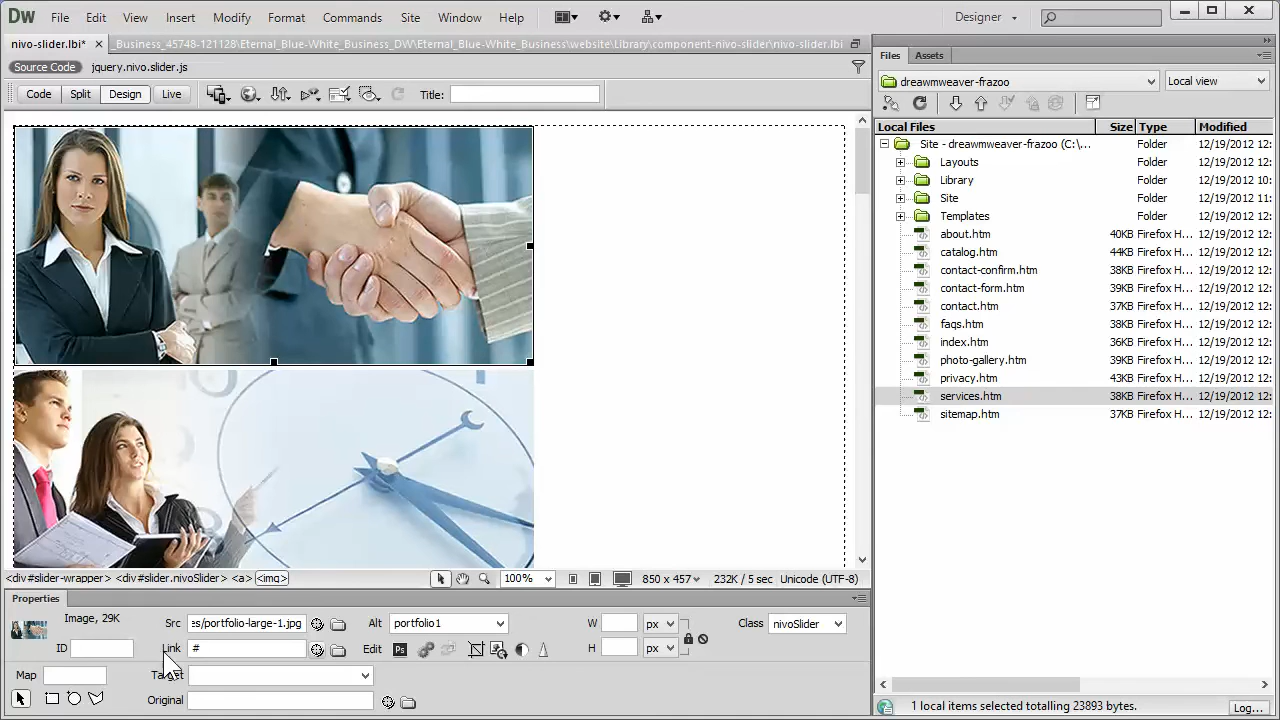 Dw File Edit View Insert Modify Format Commands Site Window Help Designer
nivo-slider.lbi* × _Business_45748-121128\Eternal_Blue-White_Business_DW\Eternal_Blue-White_Business\website\Library\component-nivo-slider\nivo-slider.lbi
Source Code jquery.nivo.slider.js
Code Split Design Live Title:
<div#slider-wrapper> <div#slider.nivoSlider> <a> <img> 100% 850 x 457 232K / 5 sec Unicode (UTF-8)
Properties
Image, 29K Src es/portfolio-large-1.jpg Alt portfolio1 W px Class nivoSlider
ID Link # Edit Ps H px
Map Target
Original
Files Assets
dreawmweaver-frazoo Local view
Local Files Size Type Modified
Site - dreawmweaver-frazoo (C:\... Folder 12/19/2012 12:
Layouts Folder 12/19/2012 12:
Library Folder 12/19/2012 10:
Site Folder 12/19/2012 11:
Templates Folder 12/19/2012 12:
about.htm 40KB Firefox H... 12/19/2012 12:
catalog.htm 44KB Firefox H... 12/19/2012 12:
contact-confirm.htm 36KB Firefox H... 12/19/2012 12:
contact-form.htm 39KB Firefox H... 12/19/2012 12:
contact.htm 37KB Firefox H... 12/19/2012 12:
faqs.htm 38KB Firefox H... 12/19/2012 12:
index.htm 36KB Firefox H... 12/19/2012 12:
photo-gallery.htm 39KB Firefox H... 12/19/2012 12:
privacy.htm 43KB Firefox H... 12/19/2012 12:
services.htm 38KB Firefox H... 12/19/2012 12:
sitemap.htm 37KB Firefox H... 12/19/2012 12:
1 local items selected totalling 23893 bytes. Log...